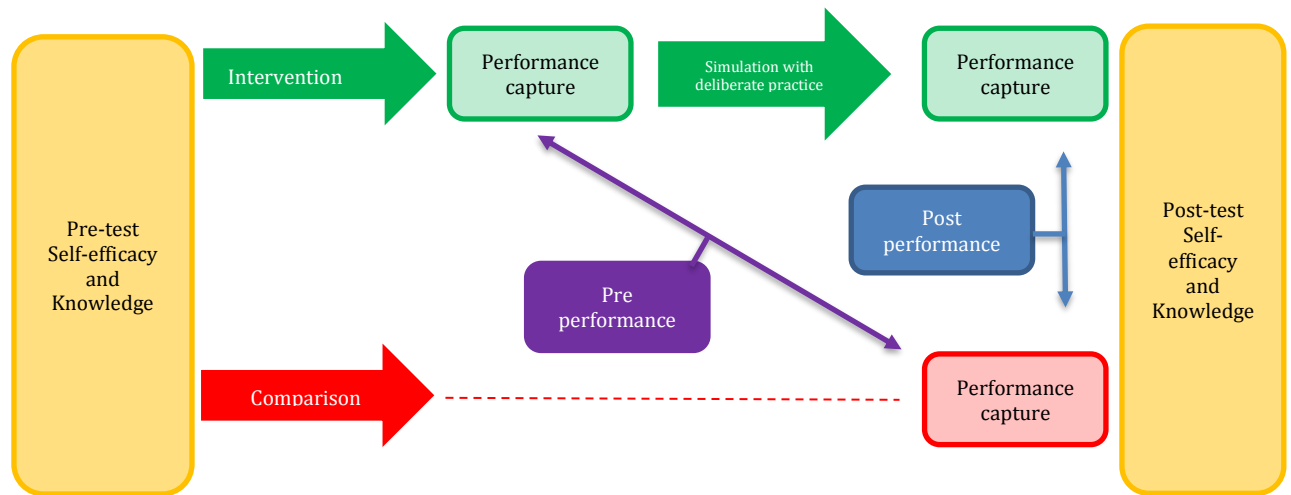 Pre-test
Self-efficacy
and
Knowledge
Intervention
Performance
capture
Simulation with
deliberate practice
Performance
capture
Pre
performance
Post
performance
Comparison
Performance
capture
Post-test
Self-
efficacy
and
Knowledge